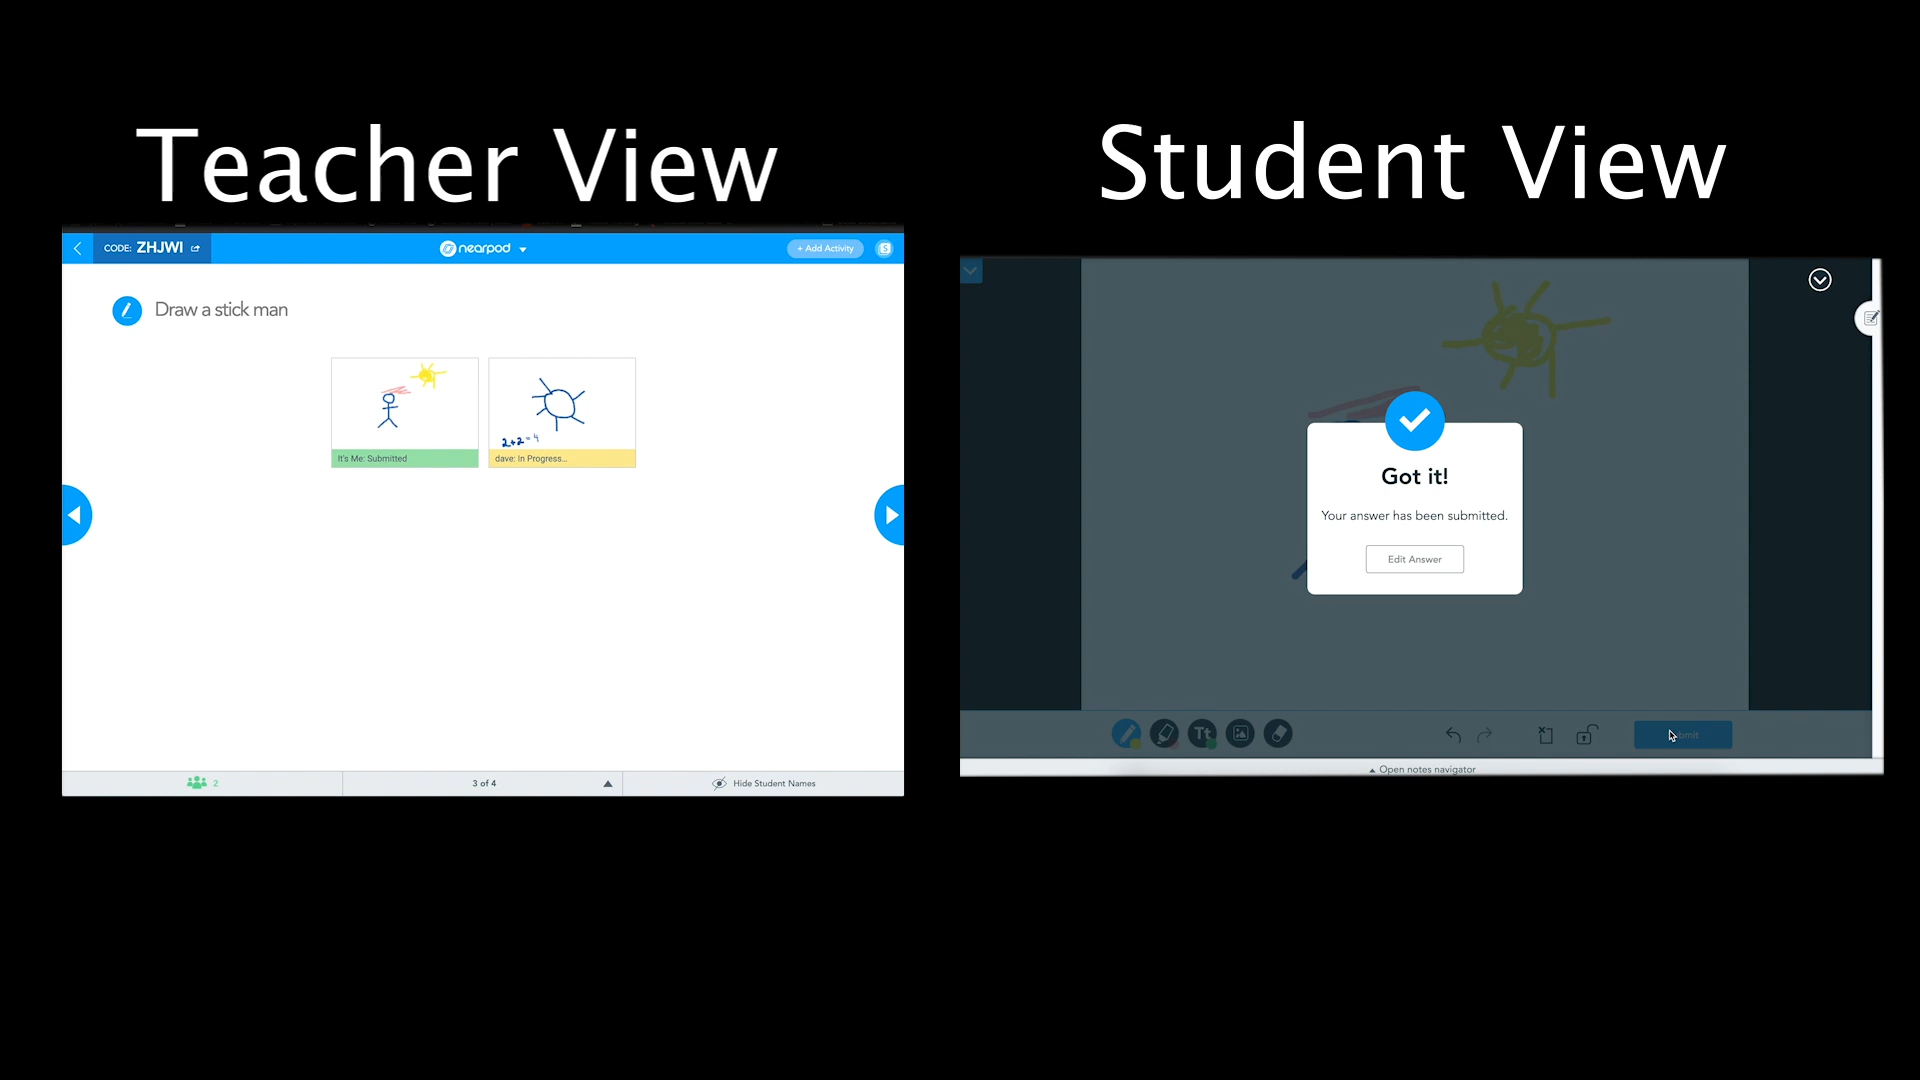 Teacher View
Student View
CODE: ZHJWI
nearpod
+ Add Activity
S
Draw a stick man
2+2=4
It's Me: Submitted
dave: In Progress...
2
3 of 4
Hide Student Names
Got it!
Your answer has been submitted.
Edit Answer
Tt
Open notes navigator